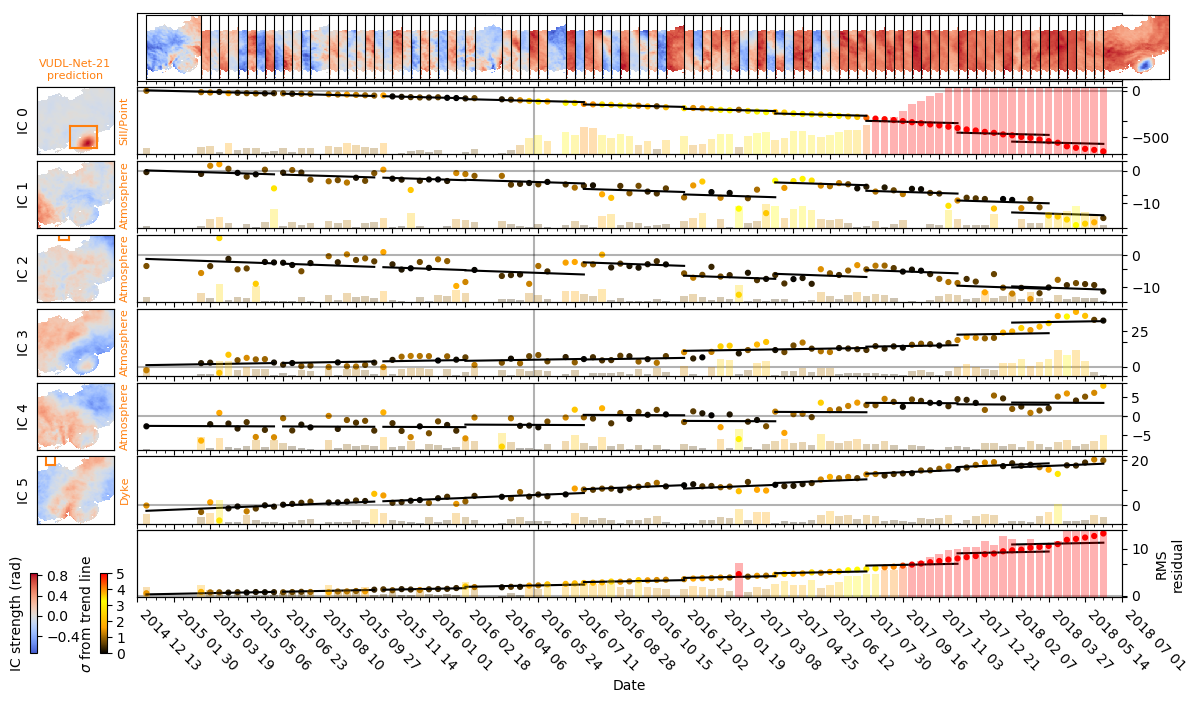 VUDL-Net-21
prediction
IC 0
Sill/Point
0
−500
IC 1
Atmosphere
0
−10
IC 2
Atmosphere
0
−10
IC 3
Atmosphere
25
0
IC 4
Atmosphere
5
0
−5
IC 5
Dyke
20
0
10
0
RMS
residual
IC strength (rad)
0.8
0.4
0.0
−0.4
σ from trend line
5
4
3
2
1
0
2014 12 13
2015 01 30
2015 03 19
2015 05 06
2015 06 23
2015 08 10
2015 09 27
2015 11 14
2016 01 01
2016 02 18
2016 04 06
2016 05 24
2016 07 11
2016 08 28
2016 10 15
2016 12 02
2017 01 19
2017 03 08
2017 04 25
2017 06 12
2017 07 30
2017 09 16
2017 11 03
2017 12 21
2018 02 07
2018 03 27
2018 05 14
2018 07 01
Date